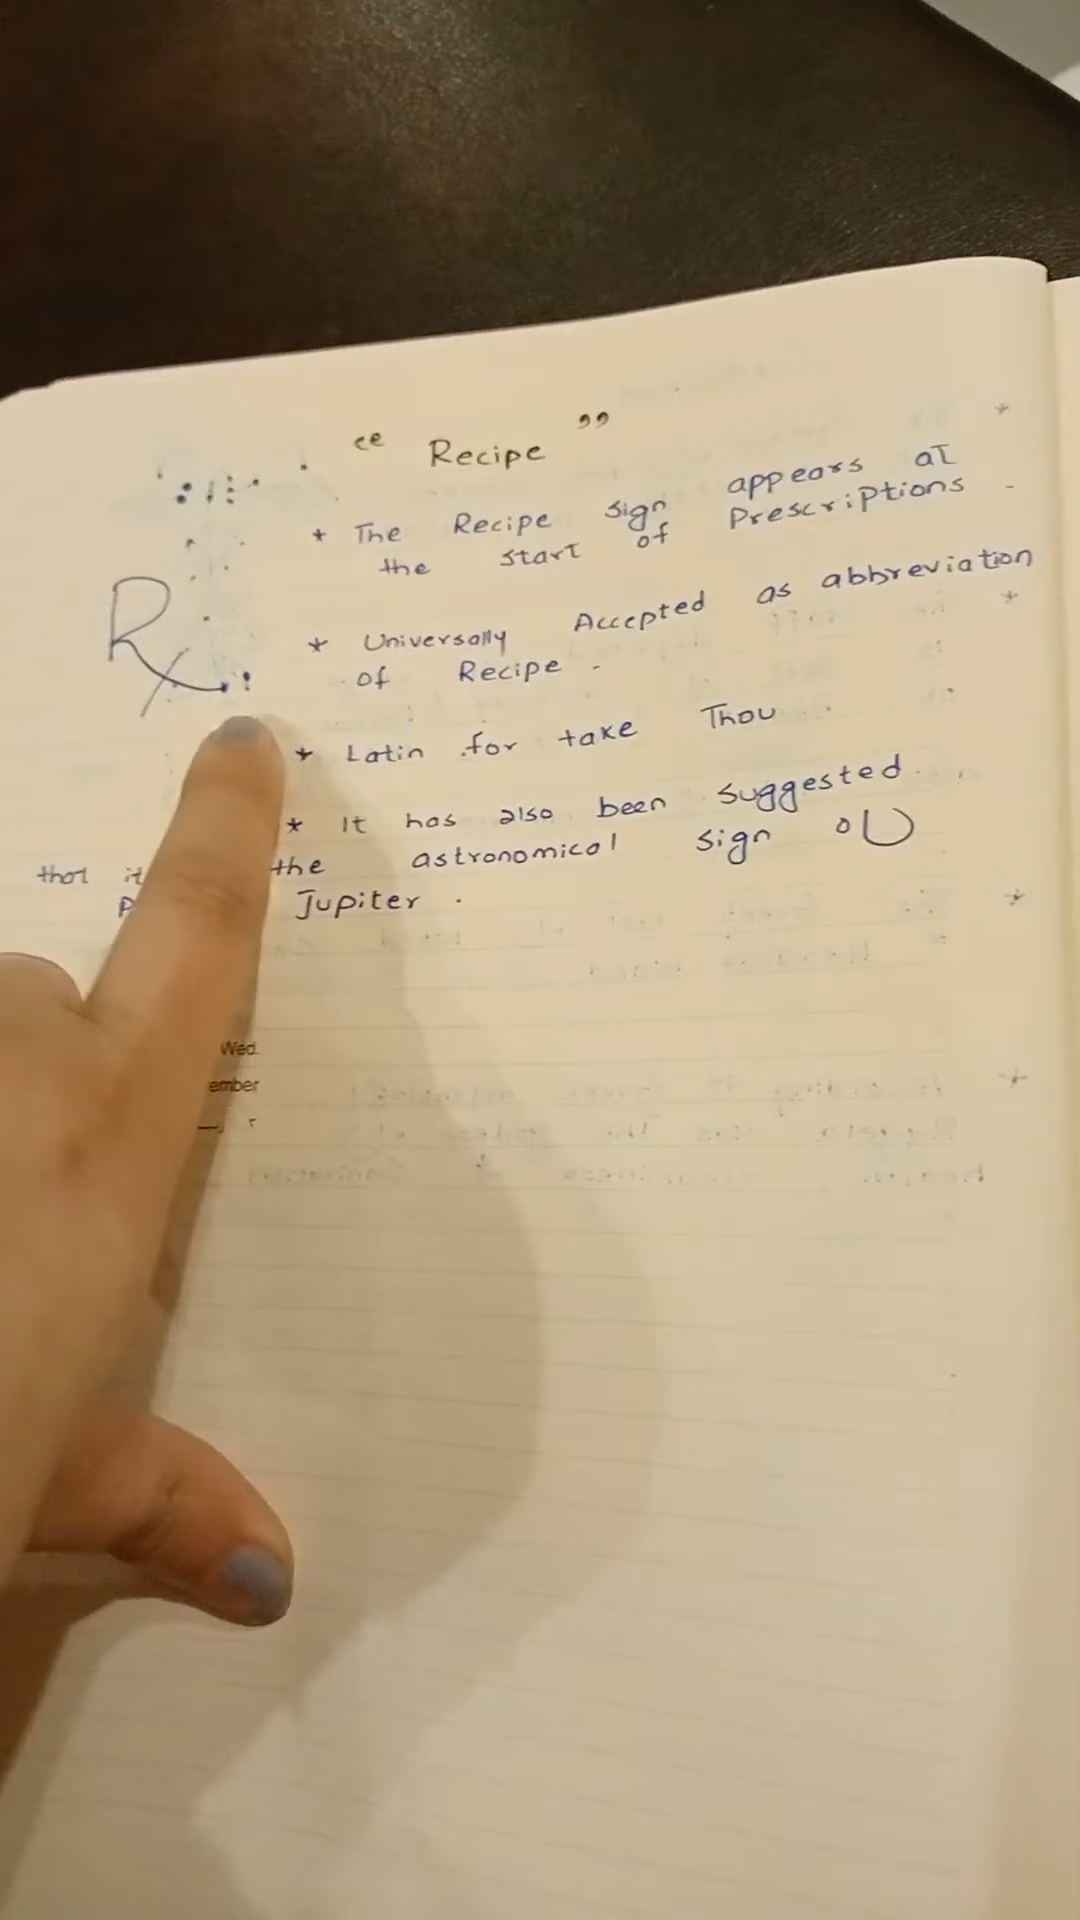 “ Recipe ”
* The Recipe sign appears at
the start of Prescriptions .
Rx
* Universally Accepted as abbreviation
of Recipe .
* Latin for take Thou
* It has also been suggested
that it the astronomical sign of
Jupiter .
Wed.
ember